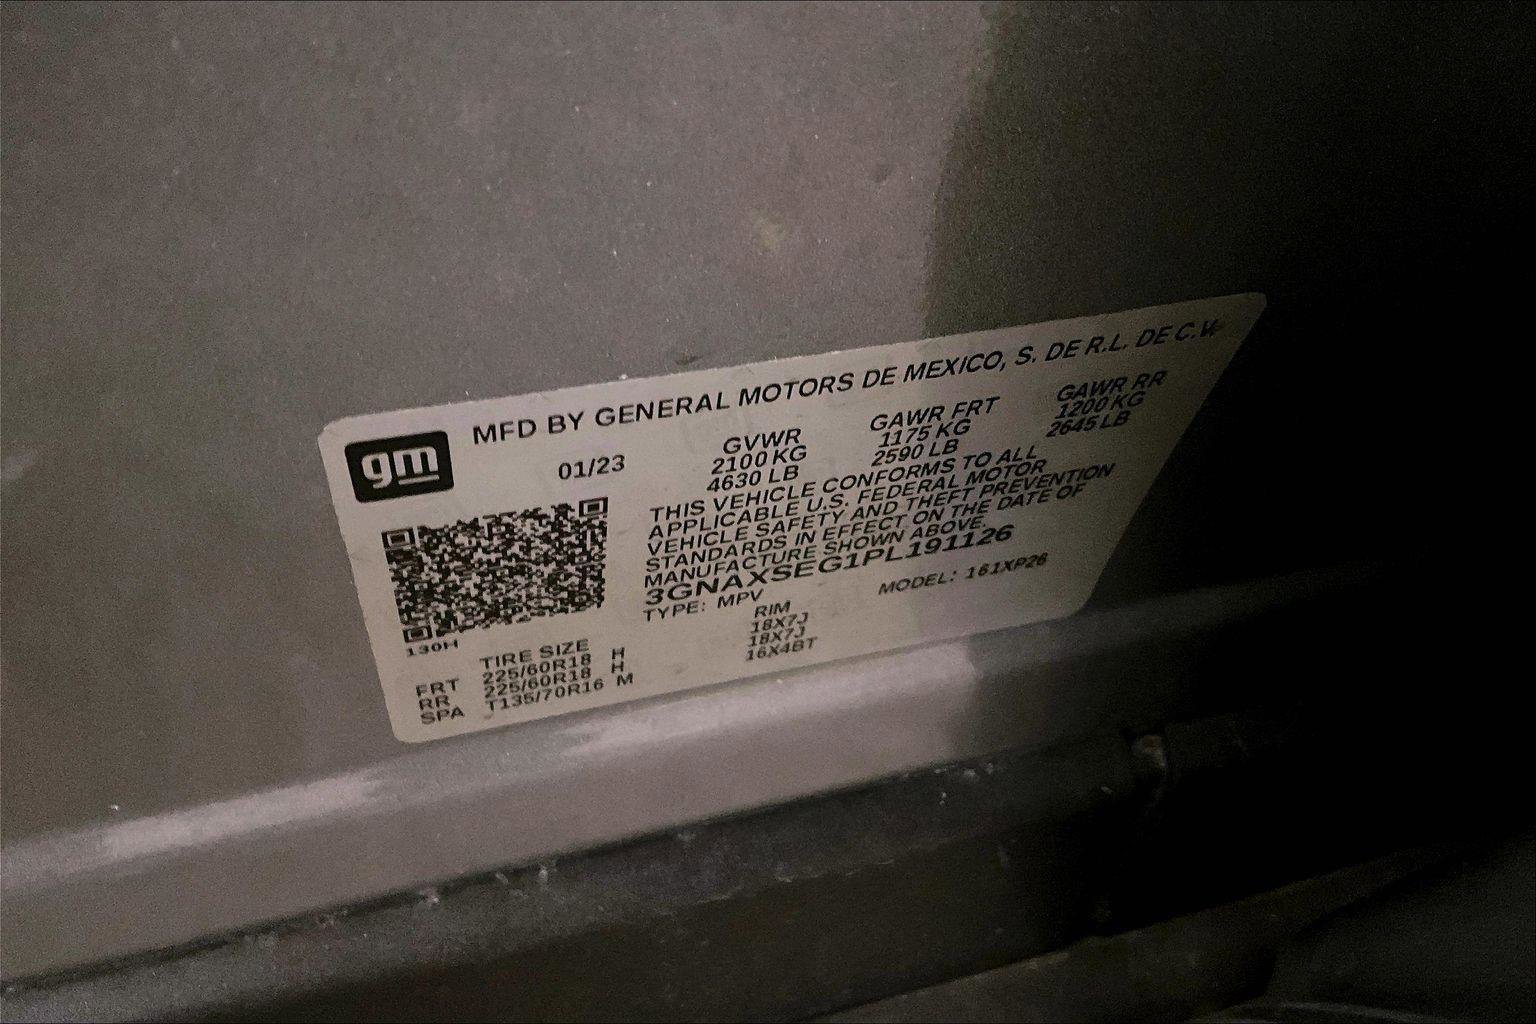 MFD BY GENERAL MOTORS DE MEXICO, S. DE R.L. DE C.V.
gm
01/23
GVWR GAWR FRT GAWR RR
2100 KG 1175 KG 1200 KG
4630 LB 2590 LB 2645 LB
THIS VEHICLE CONFORMS TO ALL
APPLICABLE U.S. FEDERAL MOTOR
VEHICLE SAFETY AND THEFT PREVENTION
STANDARDS IN EFFECT ON THE DATE OF
MANUFACTURE SHOWN ABOVE.
3GNAXSEG1PL191126
TYPE: MPV MODEL: 161XP26
130H
TIRE SIZE RIM
FRT 225/60R18 H 18X7J
RR 225/60R18 H 18X7J
SPA T135/70R16 M 16X4BT